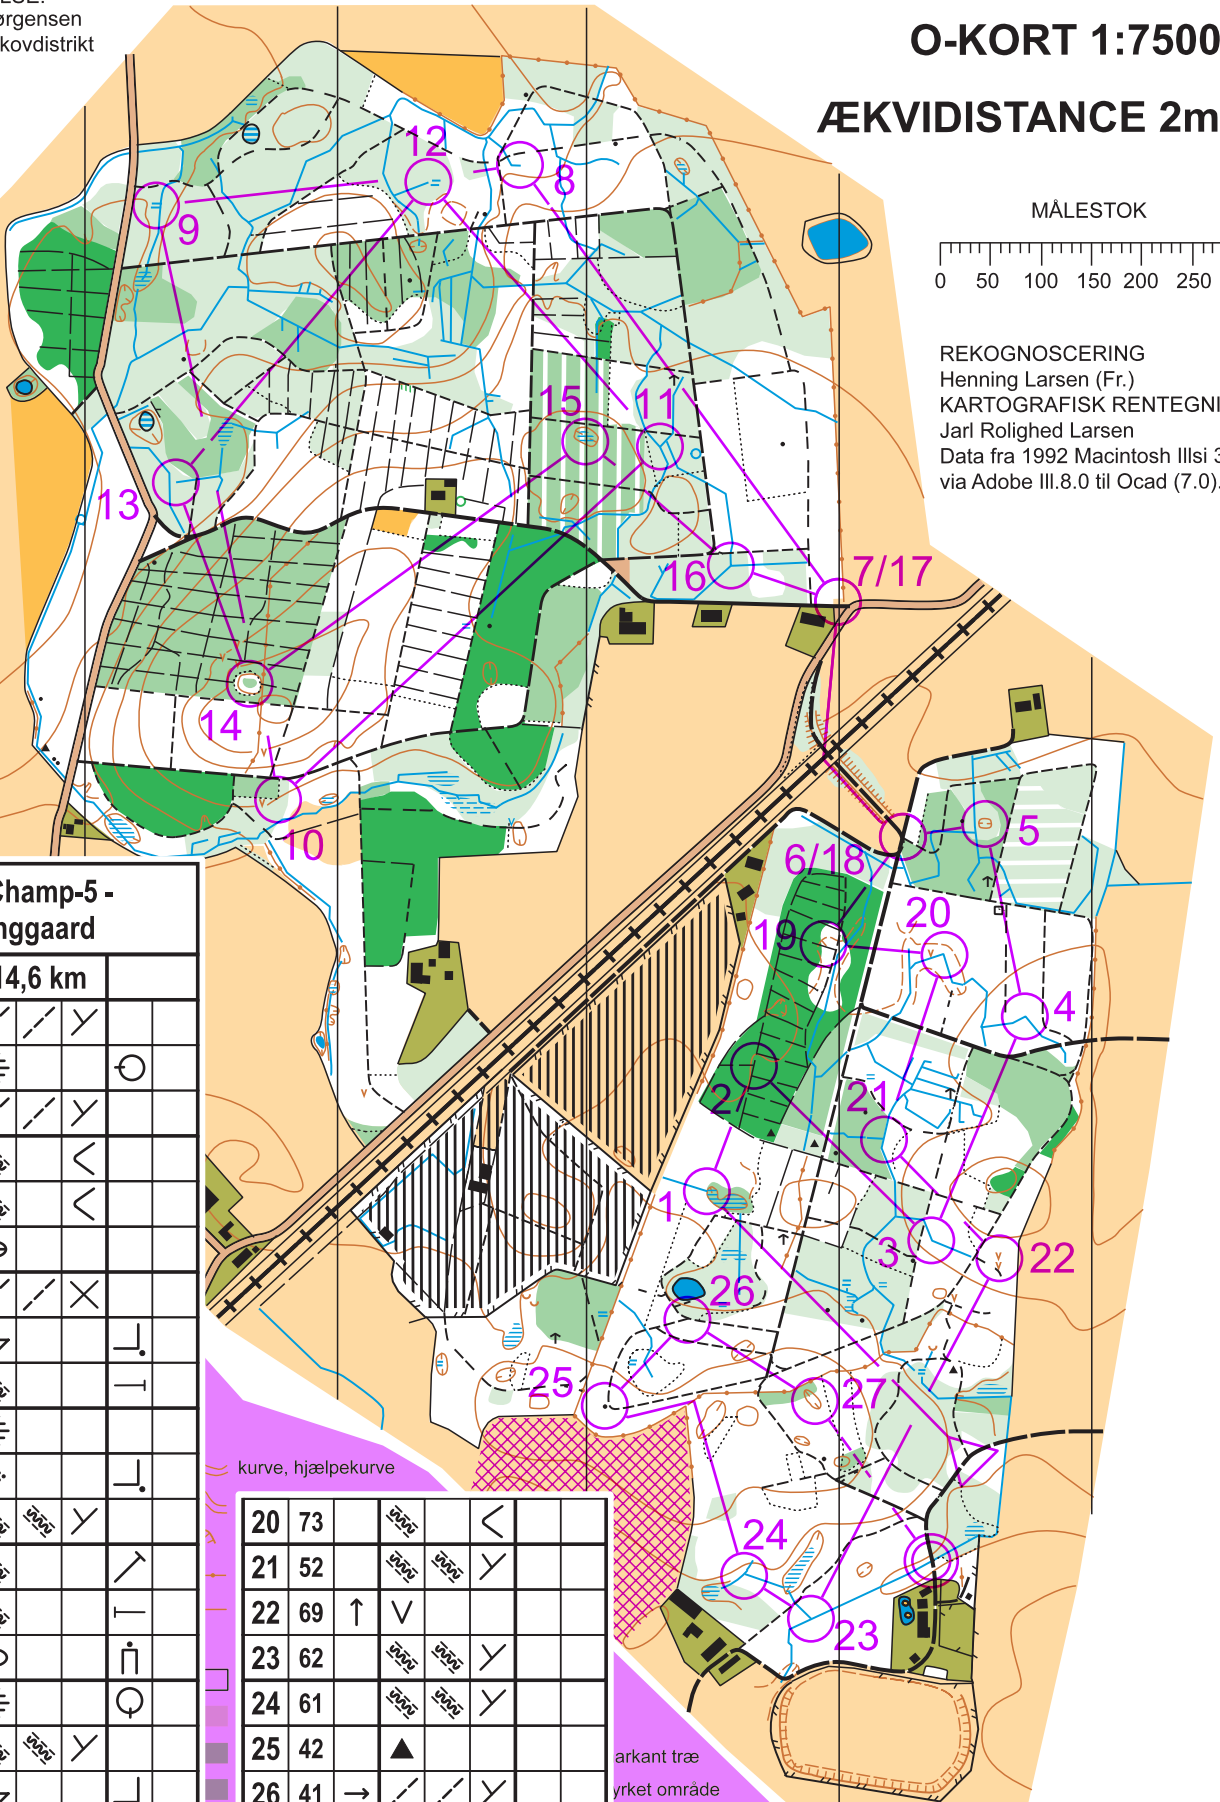 ørgensen
kovdistrikt
O-KORT 1:7500
ÆKVIDISTANCE 2m
MÅLESTOK
0 50 100 150 200 250
REKOGNOSCERING
Henning Larsen (Fr.)
KARTOGRAFISK RENTEGNI
Jarl Rolighed Larsen
Data fra 1992 Macintosh Illsi 3
via Adobe Ill.8.0 til Ocad (7.0).
12
8
9
15
11
13
16
7/17
14
10
5
6/18
19
20
4
2
21
1
3
22
26
25
27
24
23
Champ-5 -
nggaard
14,6 km
kurve, hjælpekurve
20 73
21 52
22 69
23 62
24 61
25 42
26 41
arkant træ
yrket område